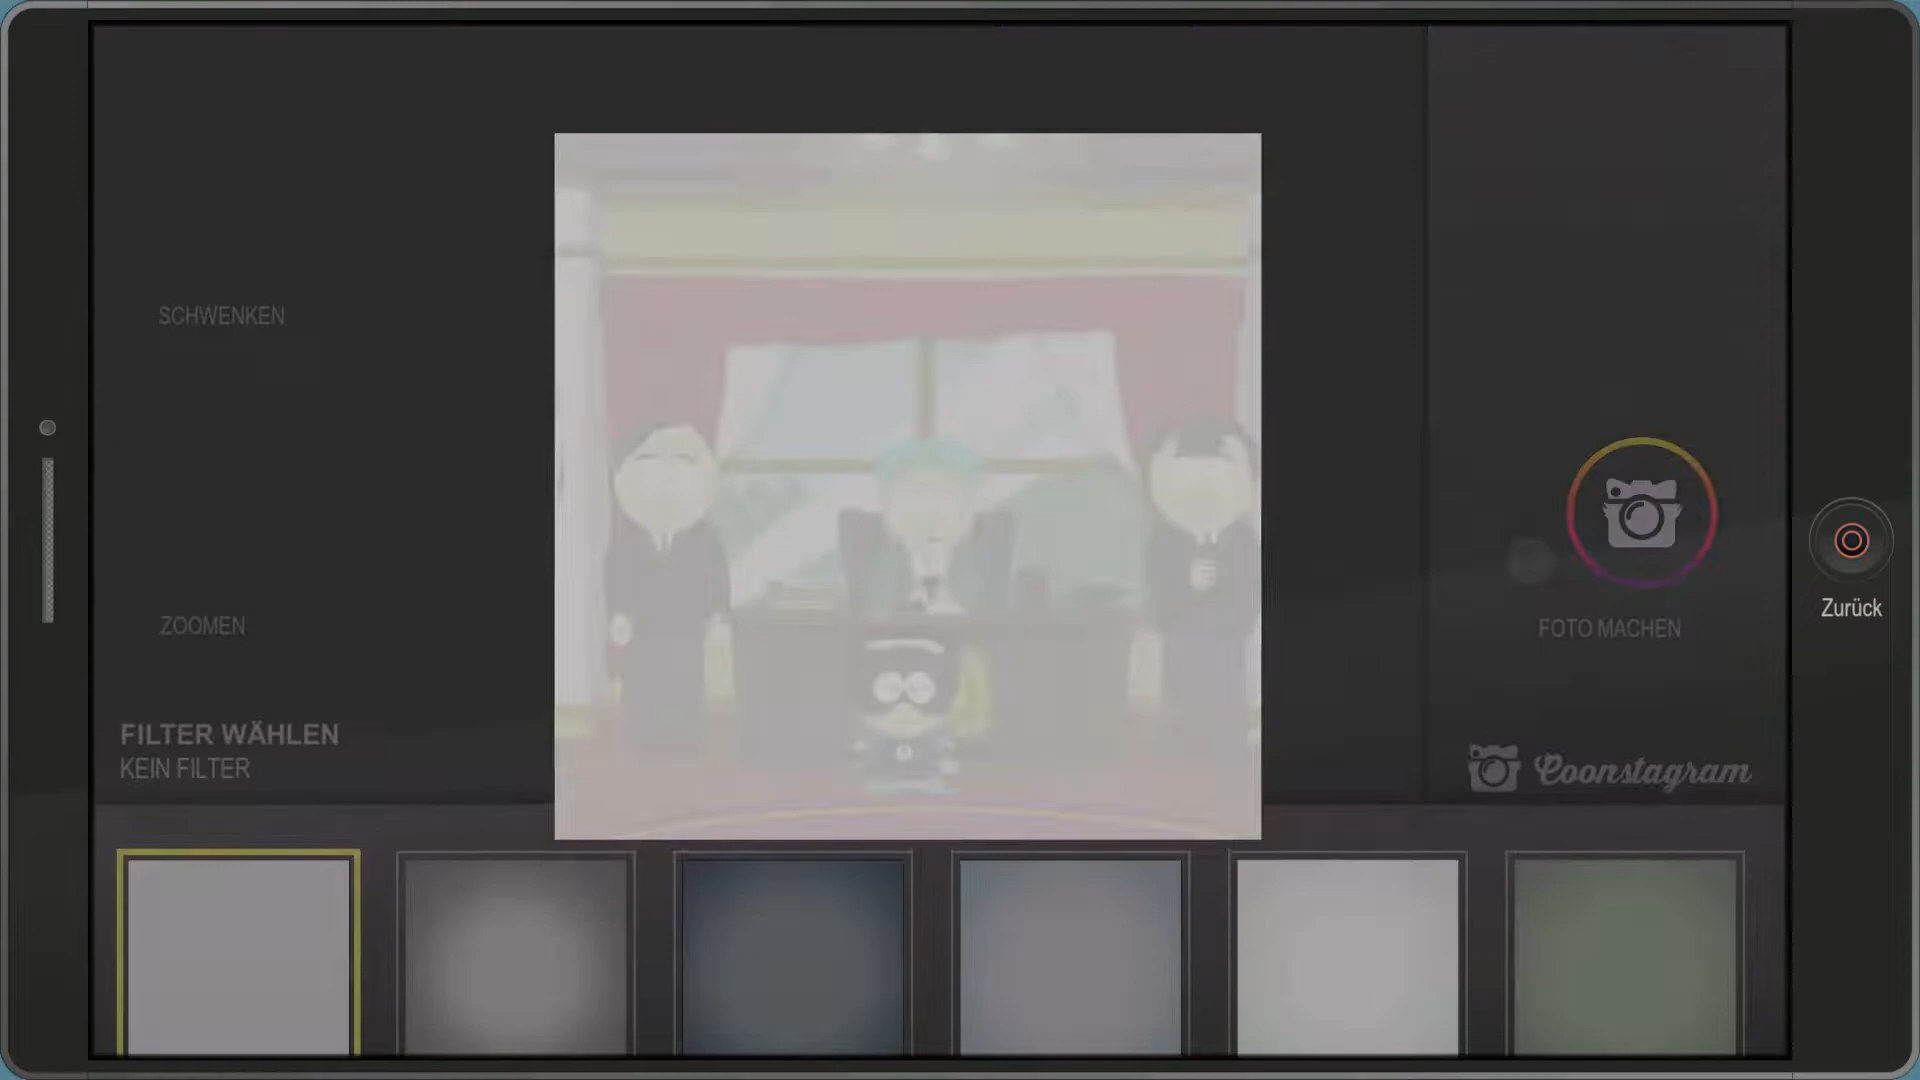 SCHWENKEN
ZOOMEN
FILTER WÄHLEN
KEIN FILTER
FOTO MACHEN
Coonstagram
Zurück